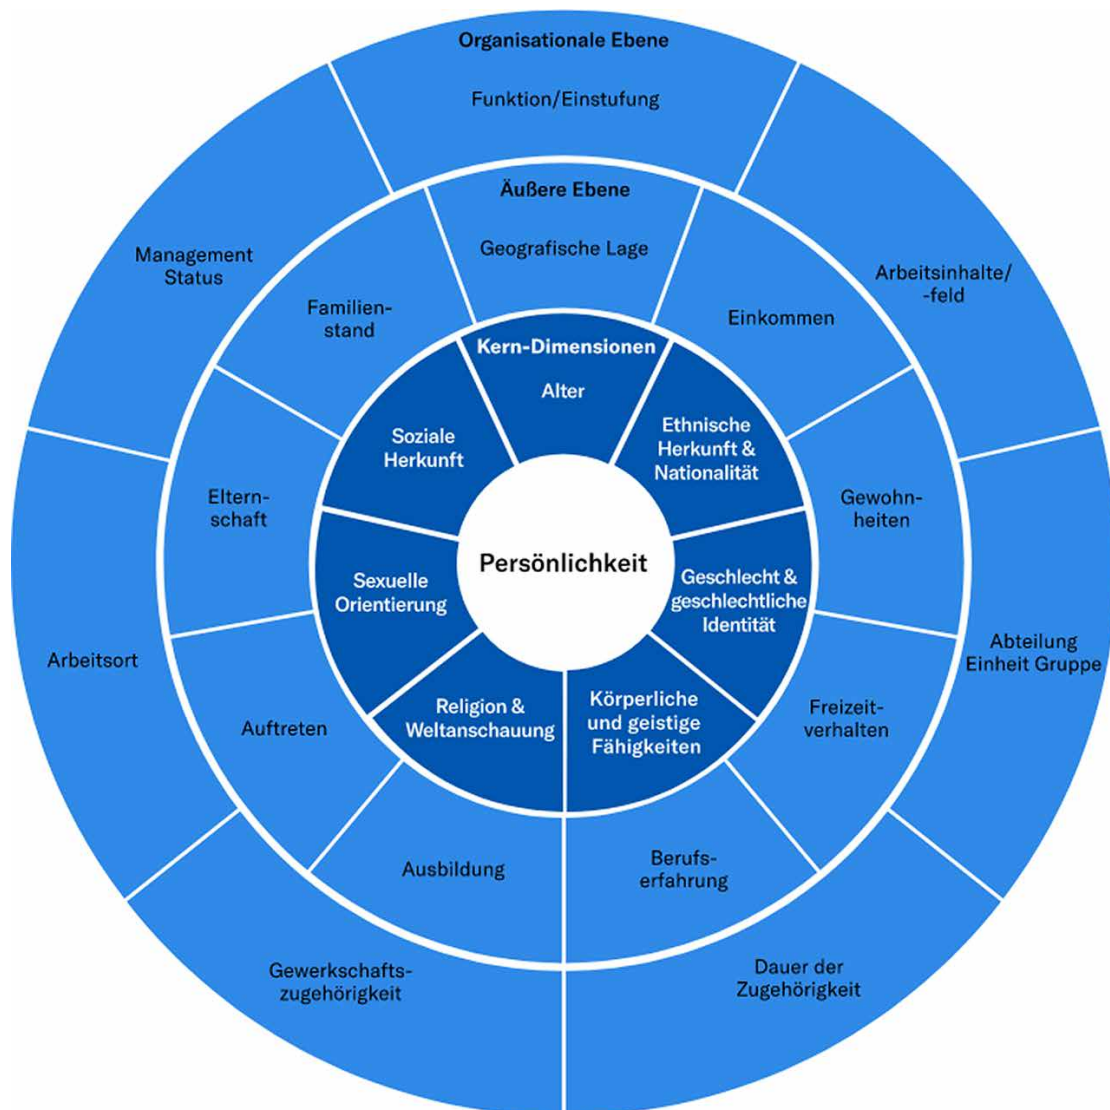 Organisationale Ebene
Funktion/Einstufung
Äußere Ebene
Geografische Lage
Management
Status
Arbeitsinhalte/
-feld
Familien-
stand
Einkommen
Kern-Dimensionen
Alter
Soziale
Herkunft
Ethnische
Herkunft &
Nationalität
Eltern-
schaft
Gewohn-
heiten
Persönlichkeit
Sexuelle
Orientierung
Geschlecht &
geschlechtliche
Identität
Arbeitsort
Abteilung
Einheit Gruppe
Auftreten
Religion &
Weltanschauung
Körperliche
und geistige
Fähigkeiten
Freizeit-
verhalten
Ausbildung
Berufs-
erfahrung
Gewerkschafts-
zugehörigkeit
Dauer der
Zugehörigkeit